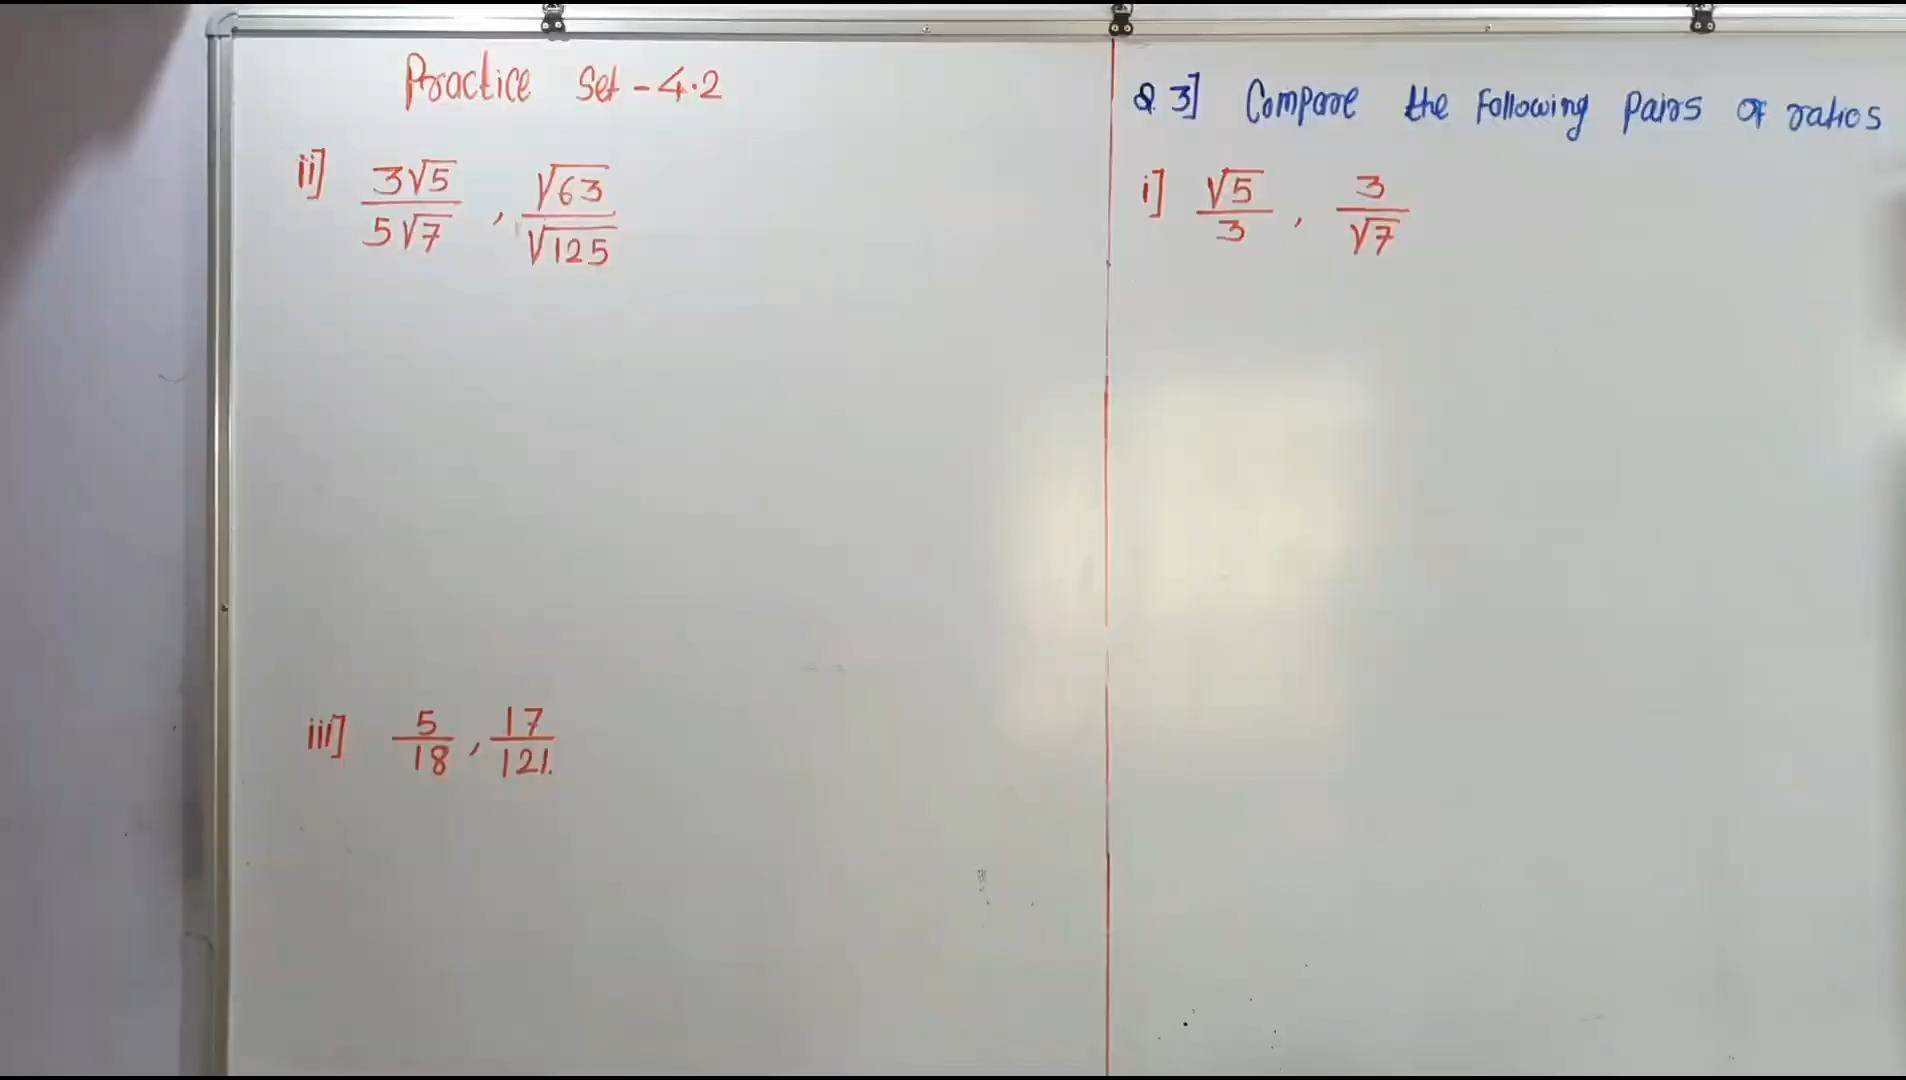 Practice Set - 4.2
ii] 3√5/5√7 , √63/√125
iii] 5/18 , 17/121.
Q. 3] Compare the following pairs of ratios
i] √5/3 , 3/√7